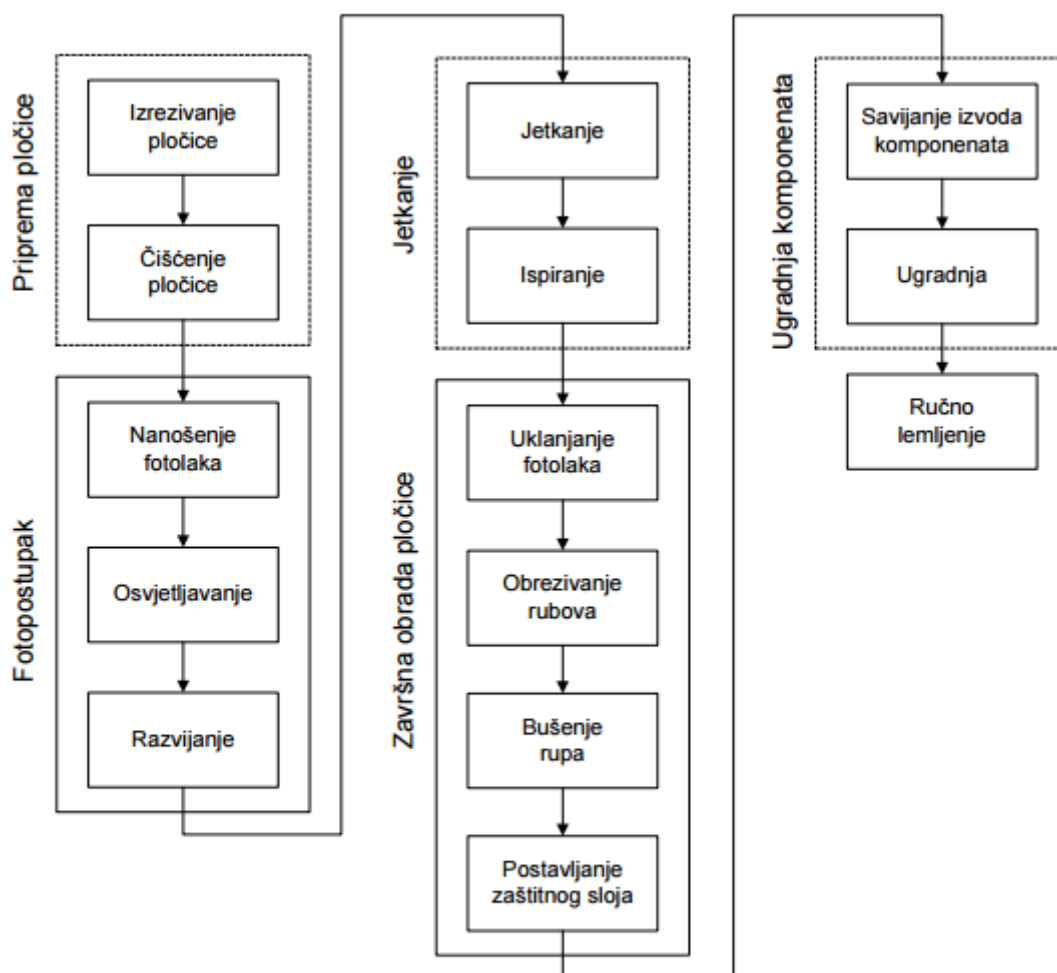 Priprema pločice
Izrezivanje
pločice
Čišćenje
pločice
Fotopostupak
Nanošenje
fotolaka
Osvjetljavanje
Razvijanje
Jetkanje
Jetkanje
Ispiranje
Završna obrada pločice
Uklanjanje
fotolaka
Obrezivanje
rubova
Bušenje
rupa
Postavljanje
zaštitnog sloja
Ugradnja komponenata
Savijanje izvoda
komponenata
Ugradnja
Ručno
lemljenje